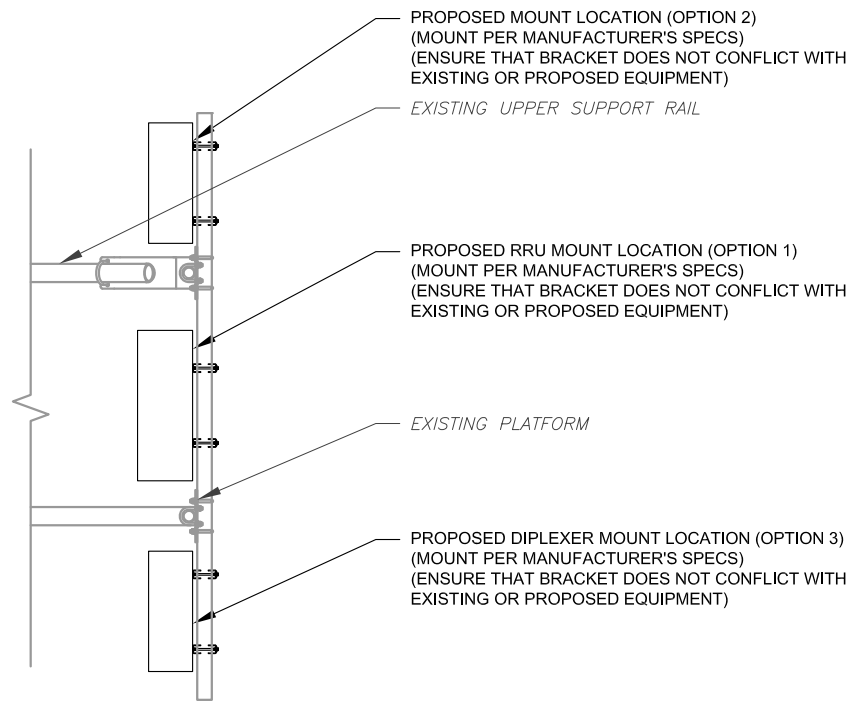 PROPOSED MOUNT LOCATION (OPTION 2)
(MOUNT PER MANUFACTURER'S SPECS)
(ENSURE THAT BRACKET DOES NOT CONFLICT WITH
EXISTING OR PROPOSED EQUIPMENT)
EXISTING UPPER SUPPORT RAIL
PROPOSED RRU MOUNT LOCATION (OPTION 1)
(MOUNT PER MANUFACTURER'S SPECS)
(ENSURE THAT BRACKET DOES NOT CONFLICT WITH
EXISTING OR PROPOSED EQUIPMENT)
EXISTING PLATFORM
PROPOSED DIPLEXER MOUNT LOCATION (OPTION 3)
(MOUNT PER MANUFACTURER'S SPECS)
(ENSURE THAT BRACKET DOES NOT CONFLICT WITH
EXISTING OR PROPOSED EQUIPMENT)